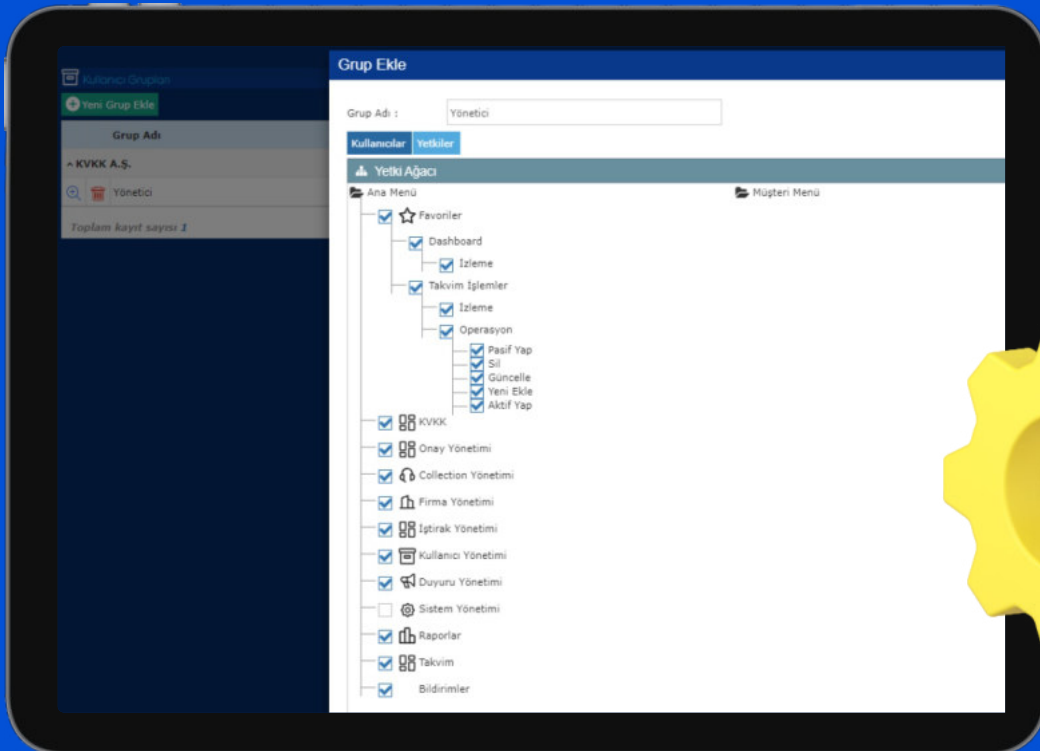 Kullanıcı Grupları
Yeni Grup Ekle
Grup Adı
KVKK A.Ş.
Yönetici
Toplam kayıt sayısı 1
Grup Ekle
Grup Adı :
Yönetici
Kullanıcılar Yetkiler
Yetki Ağacı
Ana Menü
Müşteri Menü
Favoriler
Dashboard
İzleme
Takvim İşlemler
İzleme
Operasyon
Pasif Yap
Sil
Güncelle
Yeni Ekle
Aktif Yap
KVKK
Onay Yönetimi
Collection Yönetimi
Firma Yönetimi
İştirak Yönetimi
Kullanıcı Yönetimi
Duyuru Yönetimi
Sistem Yönetimi
Raporlar
Takvim
Bildirimler